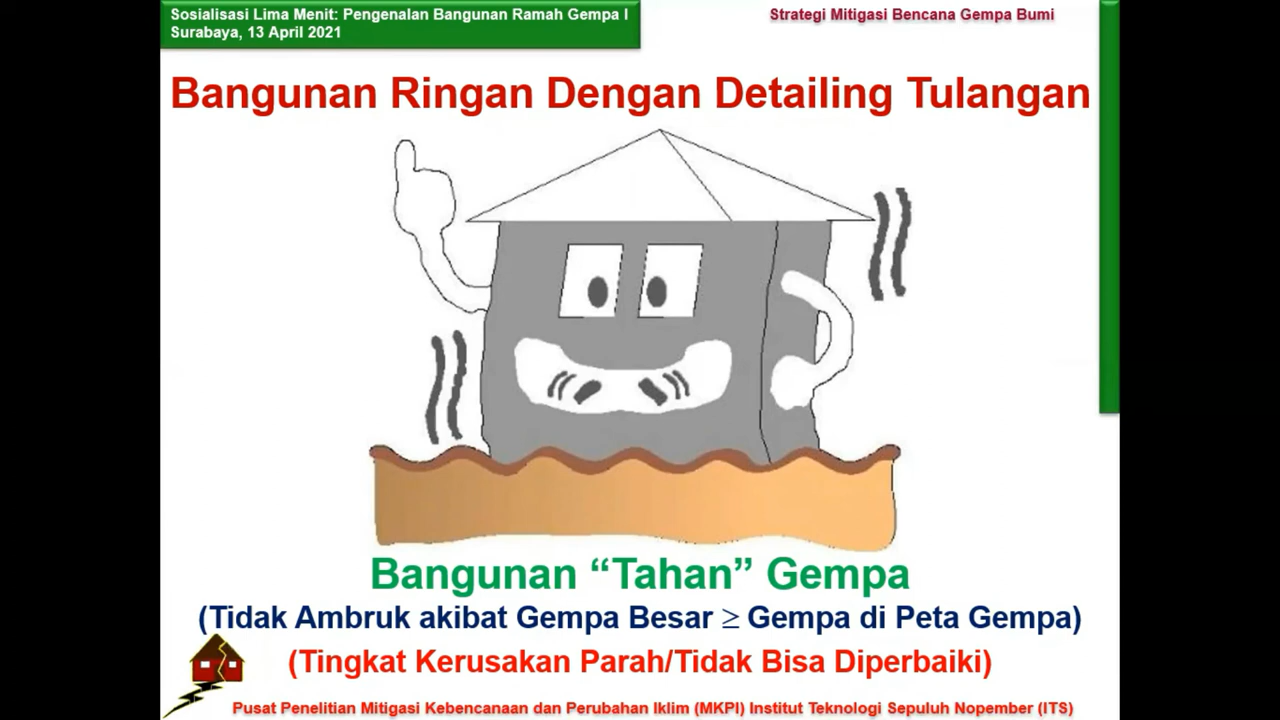 Sosialisasi Lima Menit: Pengenalan Bangunan Ramah Gempa I
Surabaya, 13 April 2021
Strategi Mitigasi Bencana Gempa Bumi
Bangunan Ringan Dengan Detailing Tulangan
Bangunan “Tahan” Gempa
(Tidak Ambruk akibat Gempa Besar ≥ Gempa di Peta Gempa)
(Tingkat Kerusakan Parah/Tidak Bisa Diperbaiki)
Pusat Penelitian Mitigasi Kebencanaan dan Perubahan Iklim (MKPI) Institut Teknologi Sepuluh Nopember (ITS)